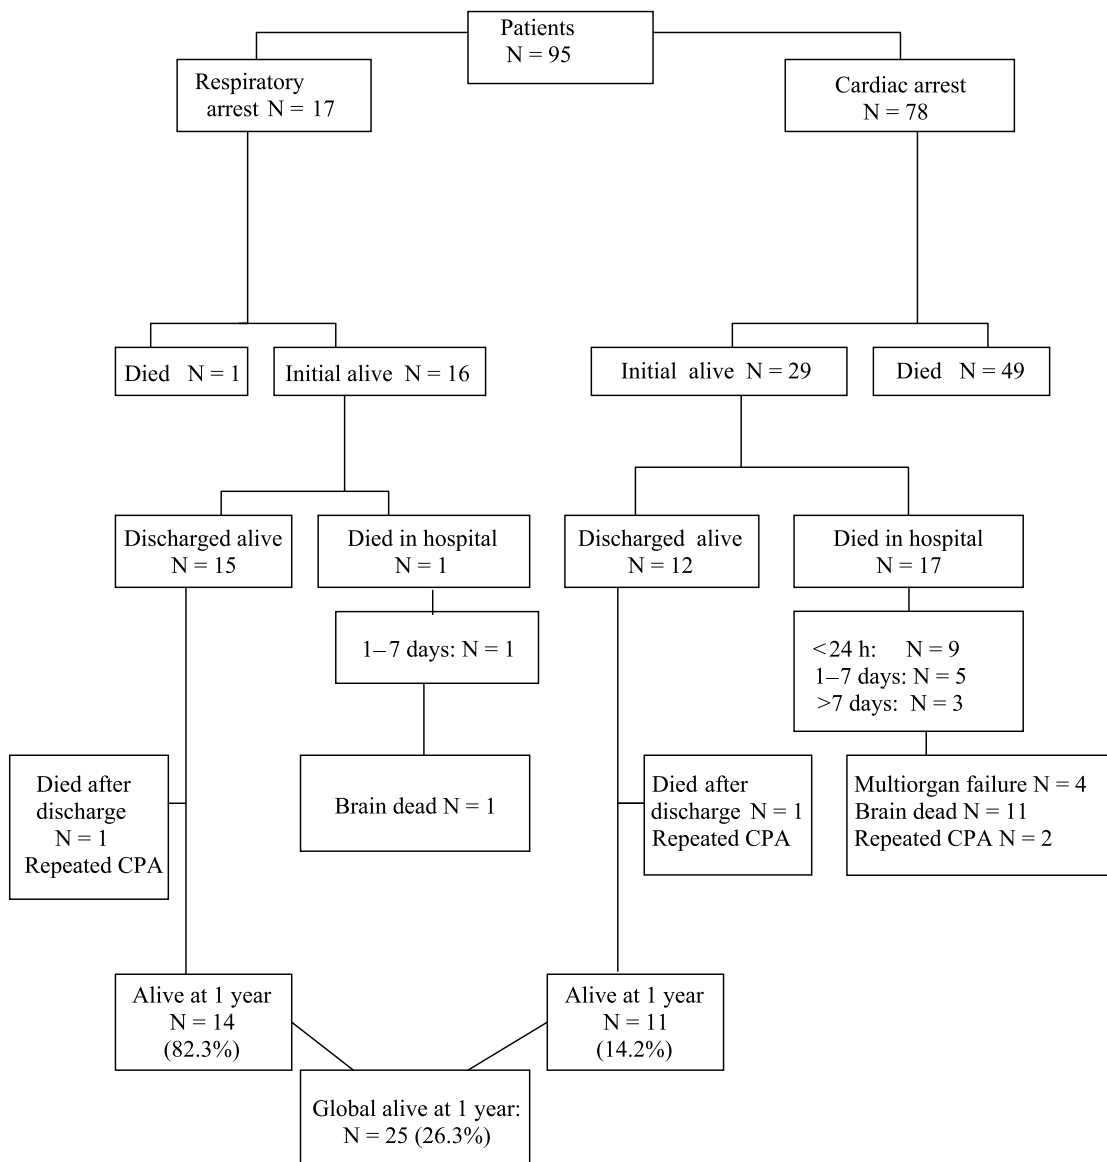 Patients
N = 95
Respiratory
arrest N = 17
Cardiac arrest
N = 78
Died N = 1
Initial alive N = 16
Initial alive N = 29
Died N = 49
Discharged alive
N = 15
Died in hospital
N = 1
Discharged alive
N = 12
Died in hospital
N = 17
1–7 days: N = 1
<24 h: N = 9
1–7 days: N = 5
>7 days: N = 3
Died after
discharge
N = 1
Repeated CPA
Brain dead N = 1
Died after
discharge N = 1
Repeated CPA
Multiorgan failure N = 4
Brain dead N = 11
Repeated CPA N = 2
Alive at 1 year
N = 14
(82.3%)
Alive at 1 year
N = 11
(14.2%)
Global alive at 1 year:
N = 25 (26.3%)